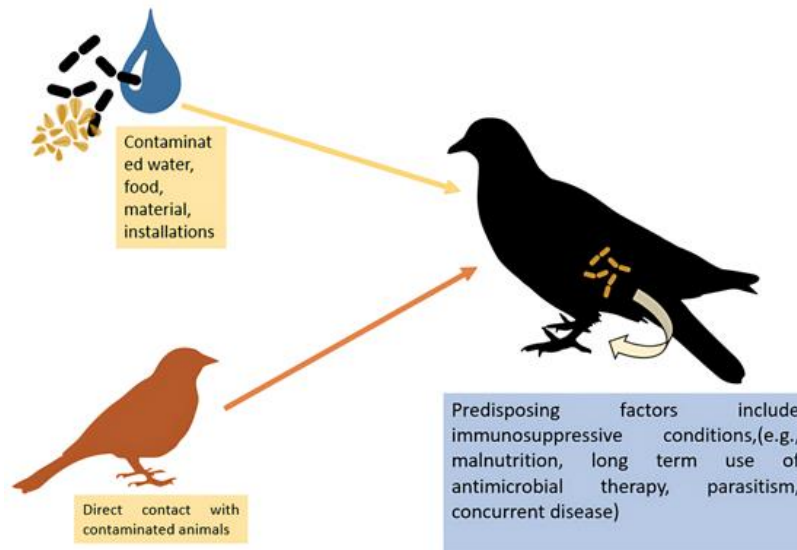 Contaminat
ed water,
food,
material,
installations
Direct contact with
contaminated animals
Predisposing factors include
immunosuppressive conditions,(e.g.,
malnutrition, long term use of
antimicrobial therapy, parasitism,
concurrent disease)